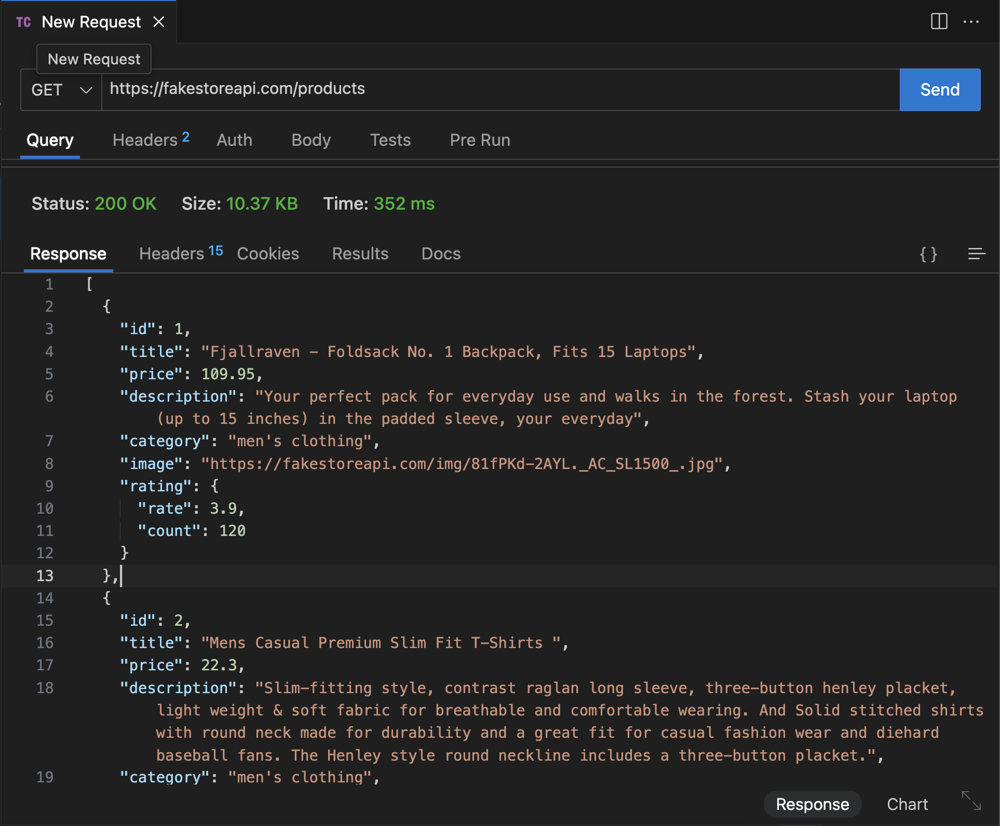 TC New Request
New Request
GET https://fakestoreapi.com/products Send
Query Headers 2 Auth Body Tests Pre Run
Status: 200 OK Size: 10.37 KB Time: 352 ms
Response Headers 15 Cookies Results Docs { }
1 [
2 {
3 "id": 1,
4 "title": "Fjallraven - Foldsack No. 1 Backpack, Fits 15 Laptops",
5 "price": 109.95,
6 "description": "Your perfect pack for everyday use and walks in the forest. Stash your laptop
(up to 15 inches) in the padded sleeve, your everyday",
7 "category": "men's clothing",
8 "image": "https://fakestoreapi.com/img/81fPKd-2AYL._AC_SL1500_.jpg",
9 "rating": {
10 "rate": 3.9,
11 "count": 120
12 }
13 },
14 {
15 "id": 2,
16 "title": "Mens Casual Premium Slim Fit T-Shirts ",
17 "price": 22.3,
18 "description": "Slim-fitting style, contrast raglan long sleeve, three-button henley placket,
light weight & soft fabric for breathable and comfortable wearing. And Solid stitched shirts
with round neck made for durability and a great fit for casual fashion wear and diehard
baseball fans. The Henley style round neckline includes a three-button placket.",
19 "category": "men's clothing",
Response Chart